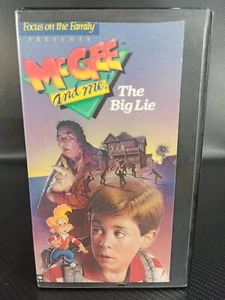 Focus on the Family
PRESENTS
McGEE
and me!
The
Big Lie